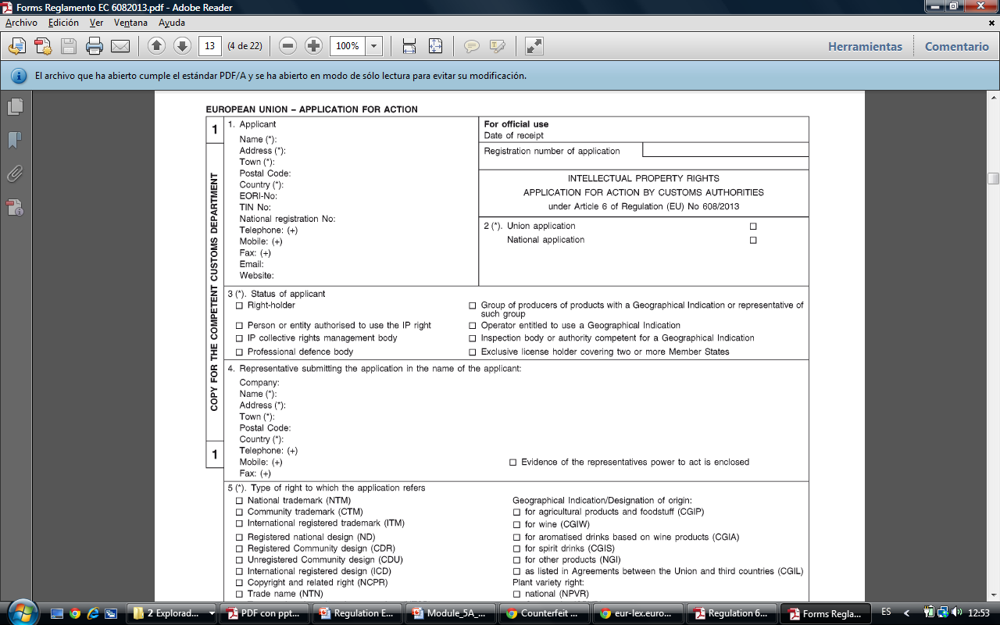 Forms Reglamento EC 6082013.pdf - Adobe Reader
Archivo Edición Ver Ventana Ayuda
13 (4 de 22) 100% Herramientas Comentario
El archivo que ha abierto cumple el estándar PDF/A y se ha abierto en modo de sólo lectura para evitar su modificación.
EUROPEAN UNION – APPLICATION FOR ACTION
1
COPY FOR THE COMPETENT CUSTOMS DEPARTMENT
1
1. Applicant
Name (*):
Address (*):
Town (*):
Postal Code:
Country (*):
EORI-No:
TIN No:
National registration No:
Telephone: (+)
Mobile: (+)
Fax: (+)
Email:
Website:
For official use
Date of receipt
Registration number of application
INTELLECTUAL PROPERTY RIGHTS
APPLICATION FOR ACTION BY CUSTOMS AUTHORITIES
under Article 6 of Regulation (EU) No 608/2013
2 (*). Union application
National application
3 (*). Status of applicant
Right-holder
Person or entity authorised to use the IP right
IP collective rights management body
Professional defence body
Group of producers of products with a Geographical Indication or representative of
such group
Operator entitled to use a Geographical Indication
Inspection body or authority competent for a Geographical Indication
Exclusive license holder covering two or more Member States
4. Representative submitting the application in the name of the applicant:
Company:
Name (*):
Address (*):
Town (*):
Postal Code:
Country (*):
Telephone: (+)
Mobile: (+)
Fax: (+)
Evidence of the representatives power to act is enclosed
5 (*). Type of right to which the application refers
National trademark (NTM)
Community trademark (CTM)
International registered trademark (ITM)
Registered national design (ND)
Registered Community design (CDR)
Unregistered Community design (CDU)
International registered design (ICD)
Copyright and related right (NCPR)
Trade name (NTN)
Geographical Indication/Designation of origin:
for agricultural products and foodstuff (CGIP)
for wine (CGIW)
for aromatised drinks based on wine products (CGIA)
for spirit drinks (CGIS)
for other products (NGI)
as listed in Agreements between the Union and third countries (CGIL)
Plant variety right:
national (NPVR)
2 Explorad... PDF con ppt... Regulation E... Module_5A_... Counterfeit ... eur-lex.euro... Regulation 6... Forms Regla... ES 12:53